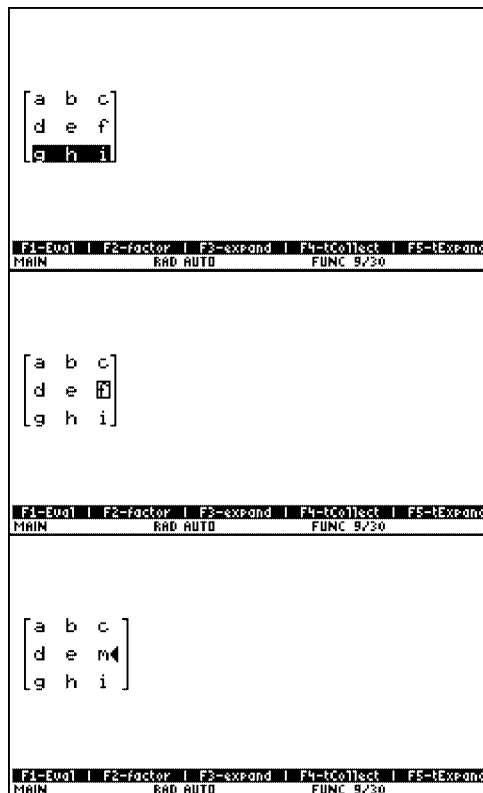 a b c
d e f
g h i
F1-Eval | F2-factor | F3-expand | F4-tCollect | F5-tExpand
MAIN RAD AUTO FUNC 9/30
a b c
d e f
g h i
F1-Eval | F2-factor | F3-expand | F4-tCollect | F5-tExpand
MAIN RAD AUTO FUNC 9/30
a b c
d e m
g h i
F1-Eval | F2-factor | F3-expand | F4-tCollect | F5-tExpand
MAIN RAD AUTO FUNC 9/30